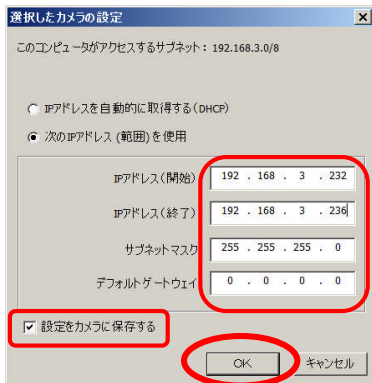 選択したカメラの設定
このコンピュータがアクセスするサブネット： 192.168.3.0/8
IPアドレスを自動的に取得する(DHCP)
次のIPアドレス (範囲)を使用
IPアドレス(開始) 192 . 168 . 3 . 232
IPアドレス(終了) 192 . 168 . 3 . 236
サブネットマスク 255 . 255 . 255 . 0
デフォルトゲートウェイ 0 . 0 . 0 . 0
設定をカメラに保存する
OK キャンセル